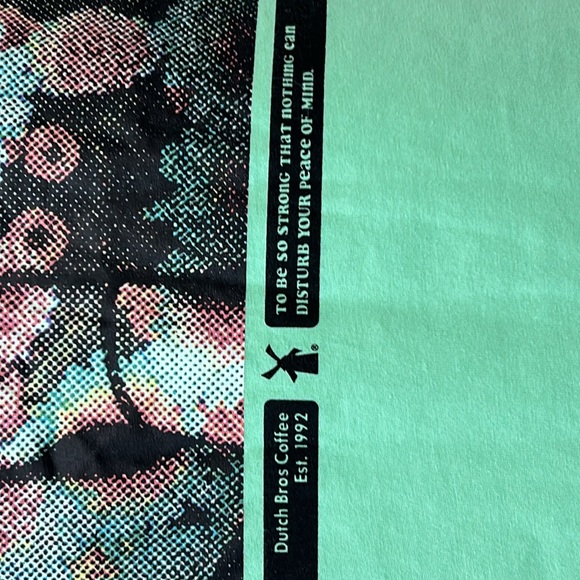 TO Be SO STRONG THaT nOTHInG can
DISTURB YOUR Peace OF MInD.
®
Dutch Bros Coffee
Est. 1992